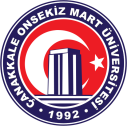 ÇANAKKALE ONSEKİZ MART ÜNİVERSİTESİ
1992